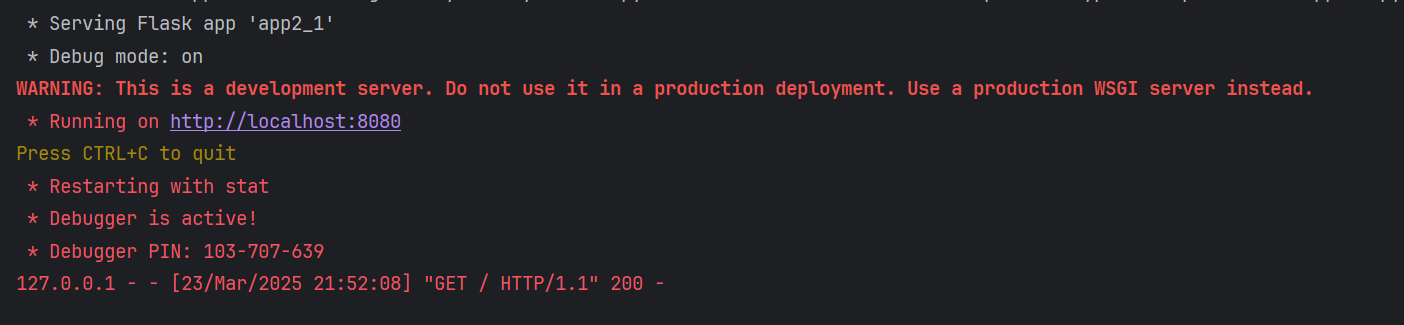 * Serving Flask app 'app2_1'
* Debug mode: on
WARNING: This is a development server. Do not use it in a production deployment. Use a production WSGI server instead.
* Running on http://localhost:8080
Press CTRL+C to quit
* Restarting with stat
* Debugger is active!
* Debugger PIN: 103-707-639
127.0.0.1 - - [23/Mar/2025 21:52:08] "GET / HTTP/1.1" 200 -